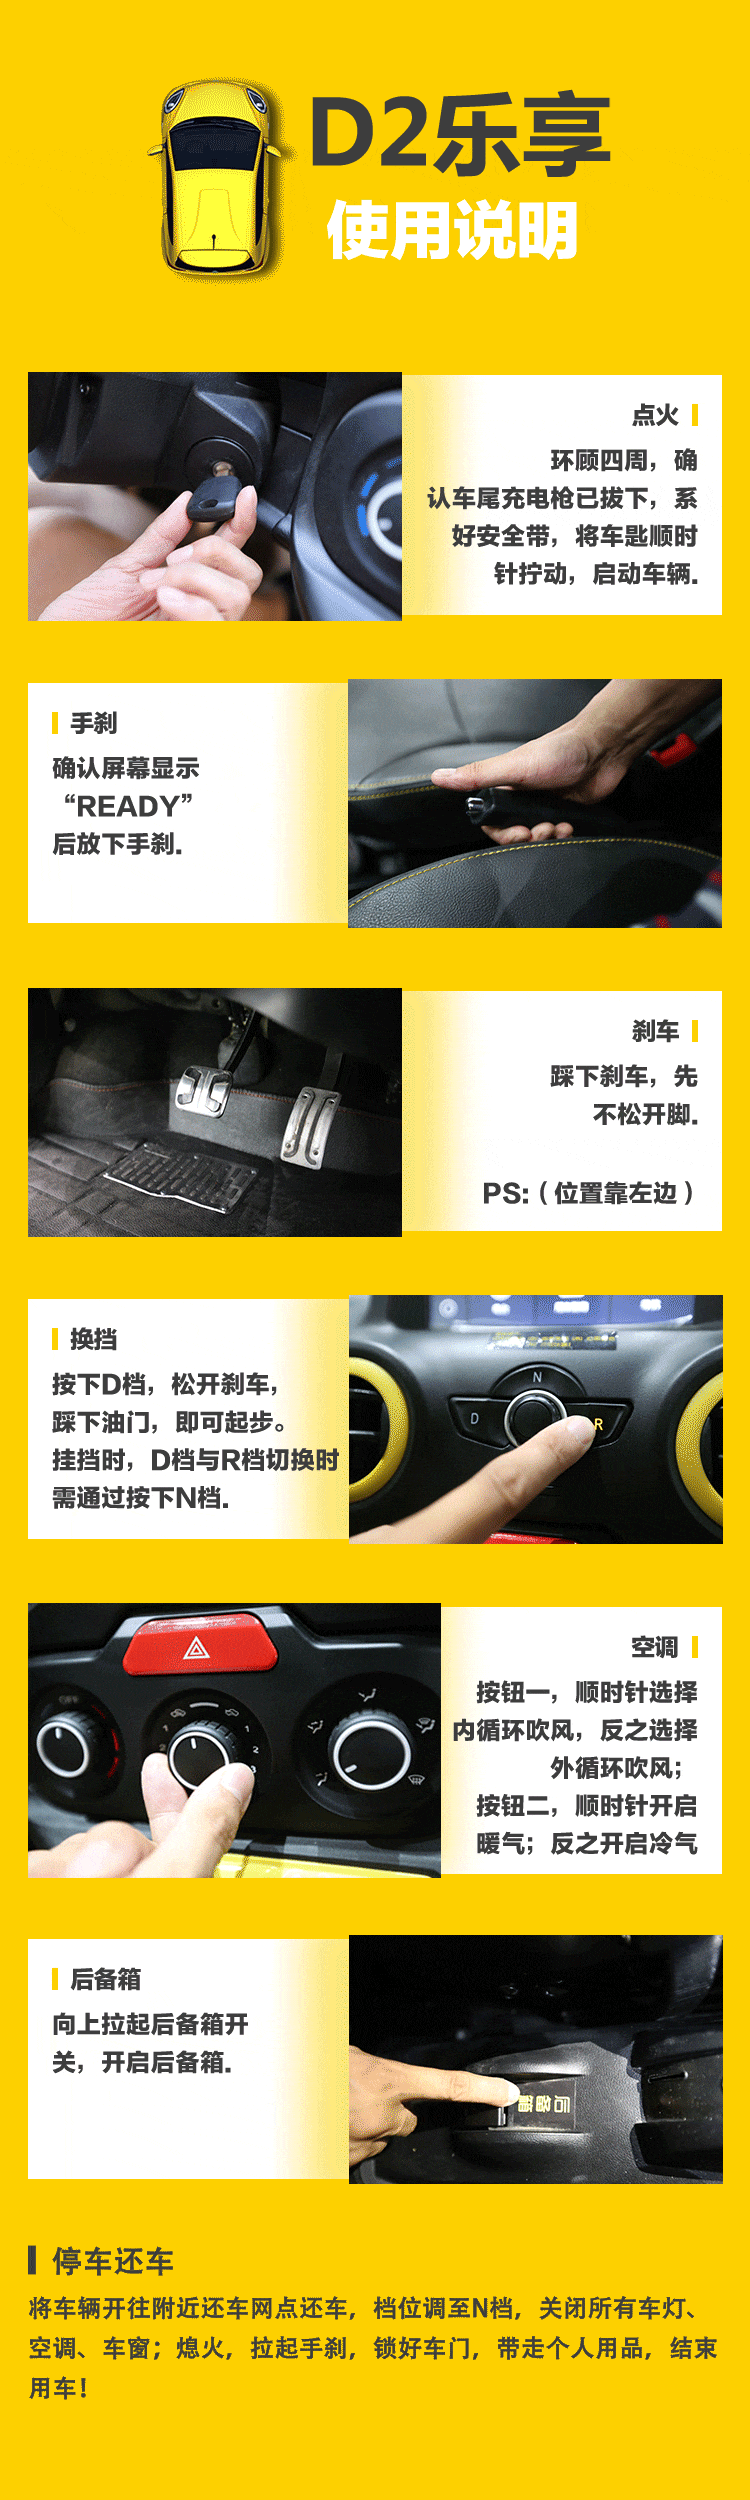 D2乐享
使用说明
点火
环顾四周，确
认车尾充电枪已拔下，系
好安全带，将车匙顺时
针拧动，启动车辆.
手刹
确认屏幕显示
“READY”
后放下手刹.
刹车
踩下刹车，先
不松开脚.
PS:（位置靠左边）
换挡
按下D档，松开刹车，
踩下油门，即可起步。
挂挡时，D档与R档切换时
需通过按下N档.
N
D
R
空调
按钮一，顺时针选择
内循环吹风，反之选择
外循环吹风；
按钮二，顺时针开启
暖气；反之开启冷气
OFF
1
1
2
2
3
后备箱
向上拉起后备箱开
关，开启后备箱.
后备箱
停车还车
将车辆开往附近还车网点还车，档位调至N档，关闭所有车灯、
空调、车窗；熄火，拉起手刹，锁好车门，带走个人用品，结束
用车！